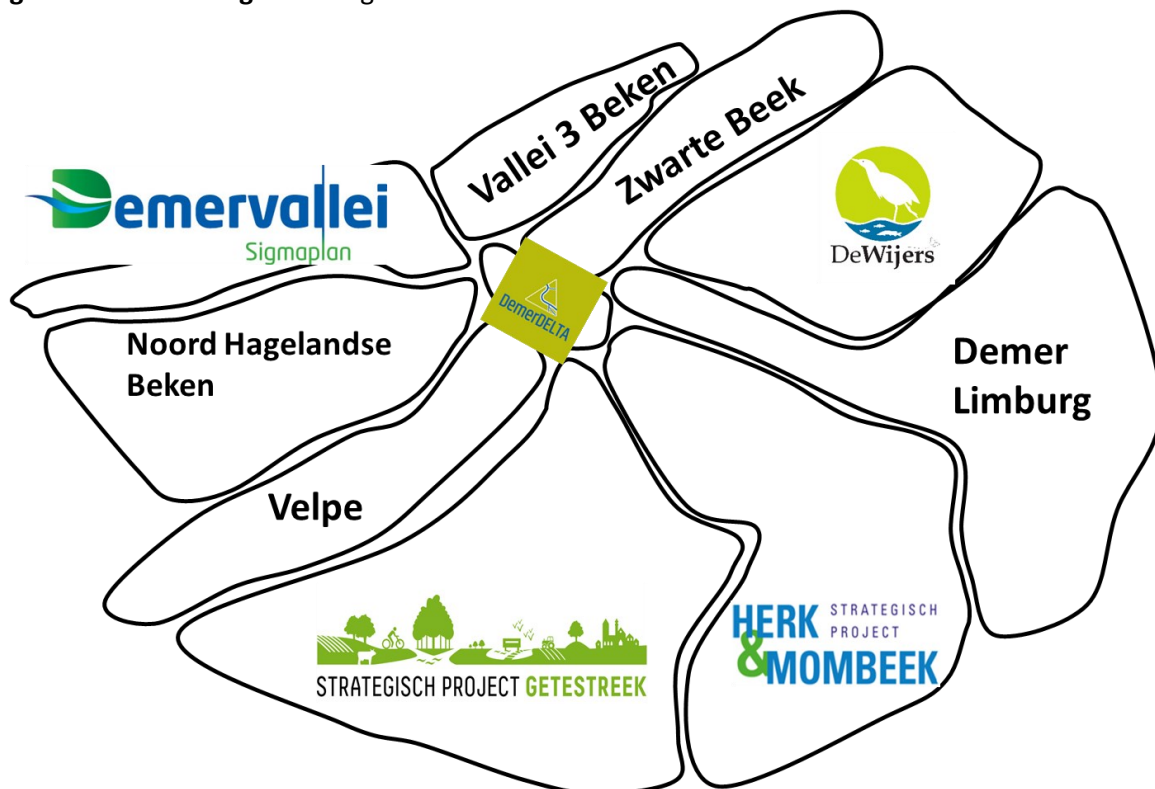 Vallei 3 Beken
Zwarte Beek
Demervallei
Sigmaplan
DeWijers
DemerDELTA
Noord Hagelandse
Beken
Demer
Limburg
Velpe
HERK
& MOMBEEK
STRATEGISCH
PROJECT
STRATEGISCH PROJECT GETESTREEK